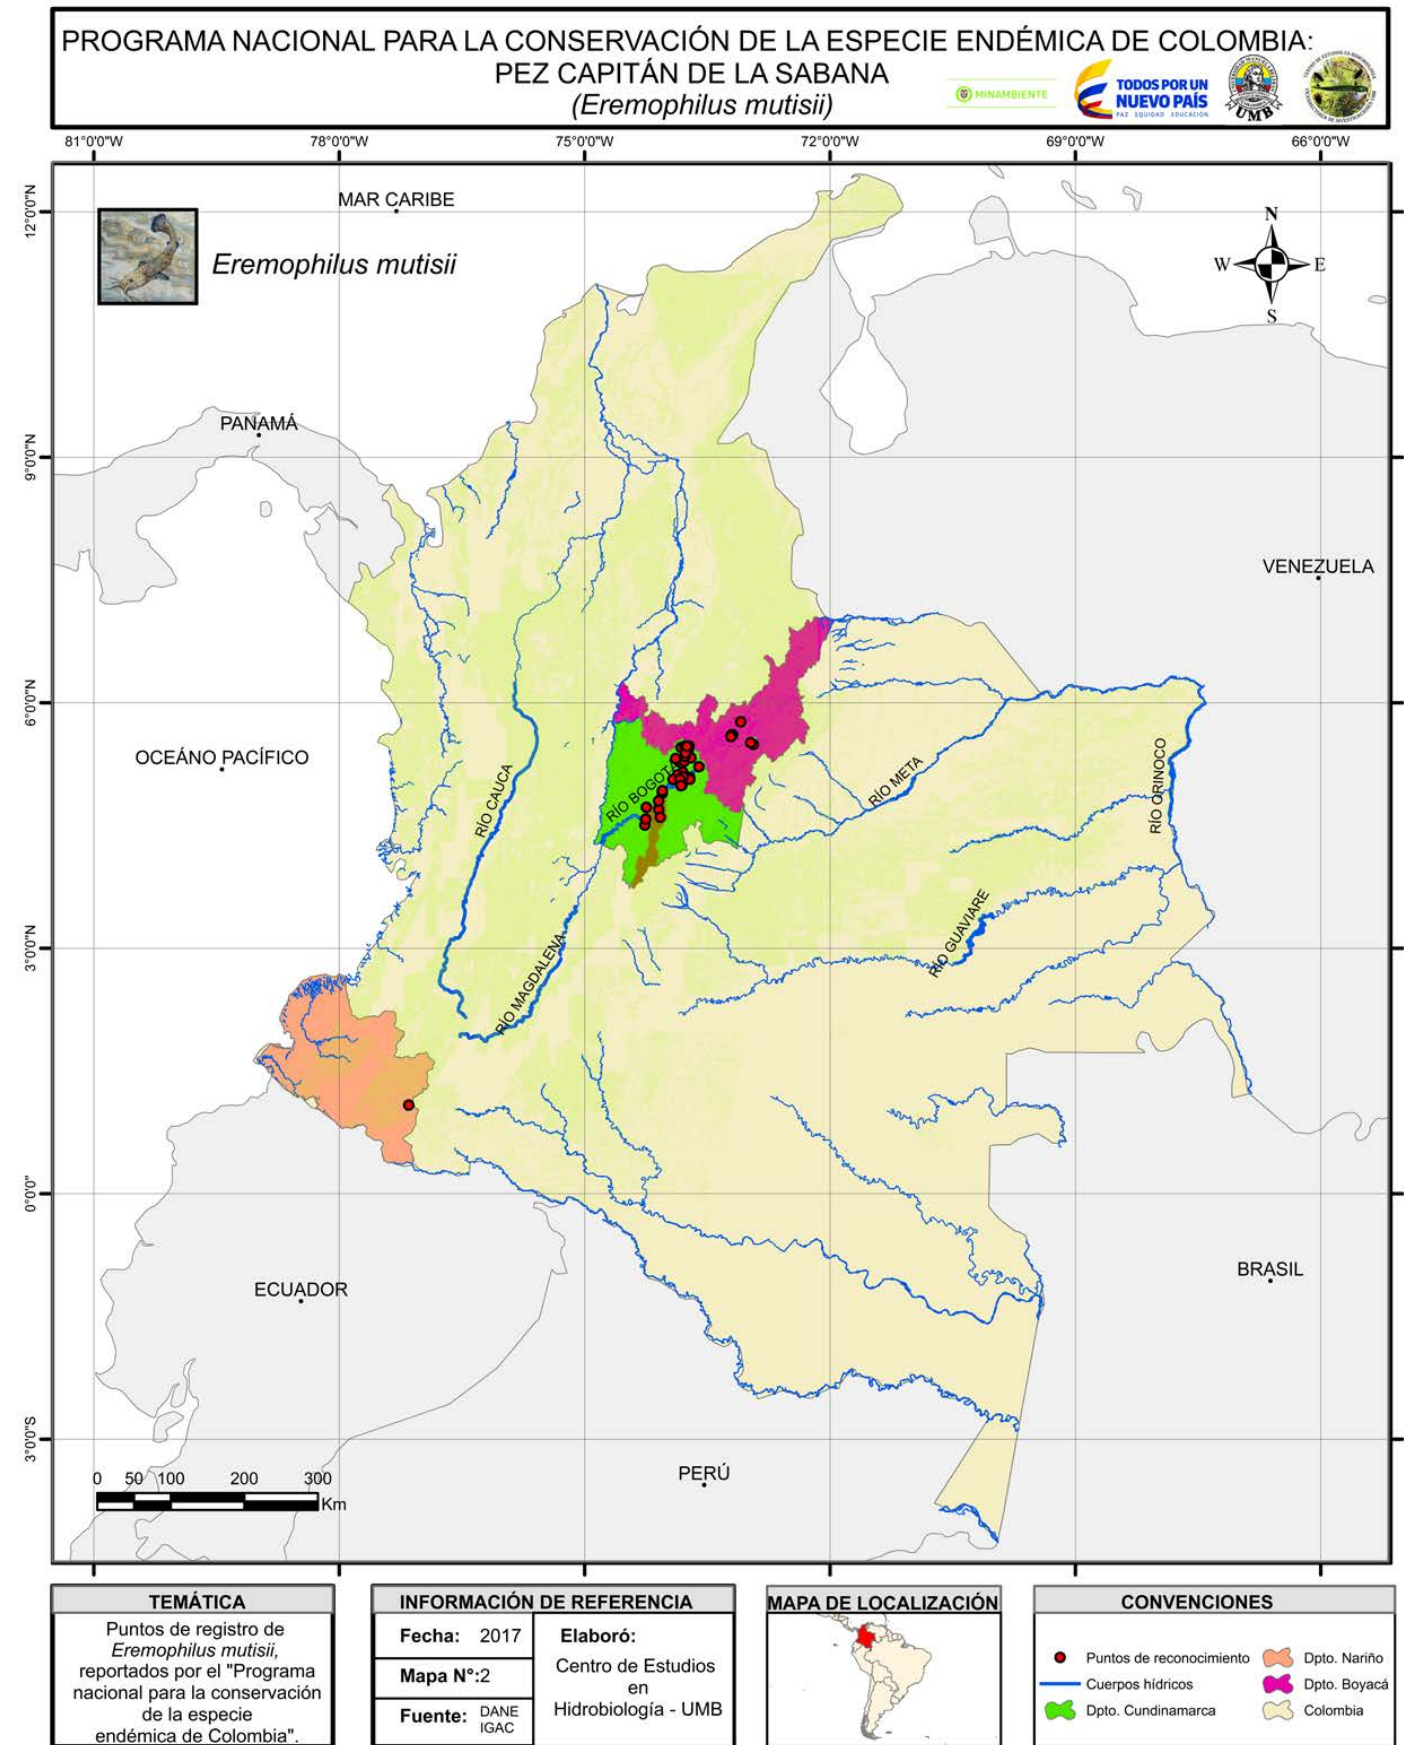 PROGRAMA NACIONAL PARA LA CONSERVACIÓN DE LA ESPECIE ENDÉMICA DE COLOMBIA:
PEZ CAPITÁN DE LA SABANA
(Eremophilus mutisii)
MINAMBIENTE
TODOS POR UN
NUEVO PAÍS
PAZ EQUIDAD EDUCACIÓN
UMB
81°0'0"W 78°0'0"W 75°0'0"W 72°0'0"W 69°0'0"W 66°0'0"W
12°0'0"N
9°0'0"N
6°0'0"N
3°0'0"N
0°0'0"
3°0'0"S
MAR CARIBE
Eremophilus mutisii
N
W E
S
PANAMÁ
VENEZUELA
OCEÁNO PACÍFICO
RÍO CAUCA
RÍO BOGOTÁ
RÍO META
RÍO ORINOCO
RÍO MAGDALENA
RÍO GUAVIARE
ECUADOR
BRASIL
PERÚ
0 50 100 200 300
Km
TEMÁTICA
Puntos de registro de
Eremophilus mutisii,
reportados por el "Programa
nacional para la conservación
de la especie
endémica de Colombia".
INFORMACIÓN DE REFERENCIA
Fecha: 2017
Mapa N°:2
Fuente: DANE
IGAC
Elaboró:
Centro de Estudios
en
Hidrobiología - UMB
MAPA DE LOCALIZACIÓN
CONVENCIONES
Puntos de reconocimiento
Cuerpos hídricos
Dpto. Cundinamarca
Dpto. Nariño
Dpto. Boyacá
Colombia